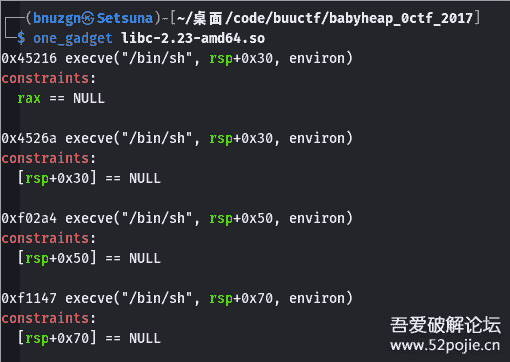 (bnuzgn㉿Setsuna)-[~/桌面/code/buuctf/babyheap_0ctf_2017]
$ one_gadget libc-2.23-amd64.so
0x45216 execve("/bin/sh", rsp+0x30, environ)
constraints:
rax == NULL
0x4526a execve("/bin/sh", rsp+0x30, environ)
constraints:
[rsp+0x30] == NULL
0xf02a4 execve("/bin/sh", rsp+0x50, environ)
constraints:
[rsp+0x50] == NULL
0xf1147 execve("/bin/sh", rsp+0x70, environ)
constraints:
[rsp+0x70] == NULL
吾爱破解论坛
www.52pojie.cn